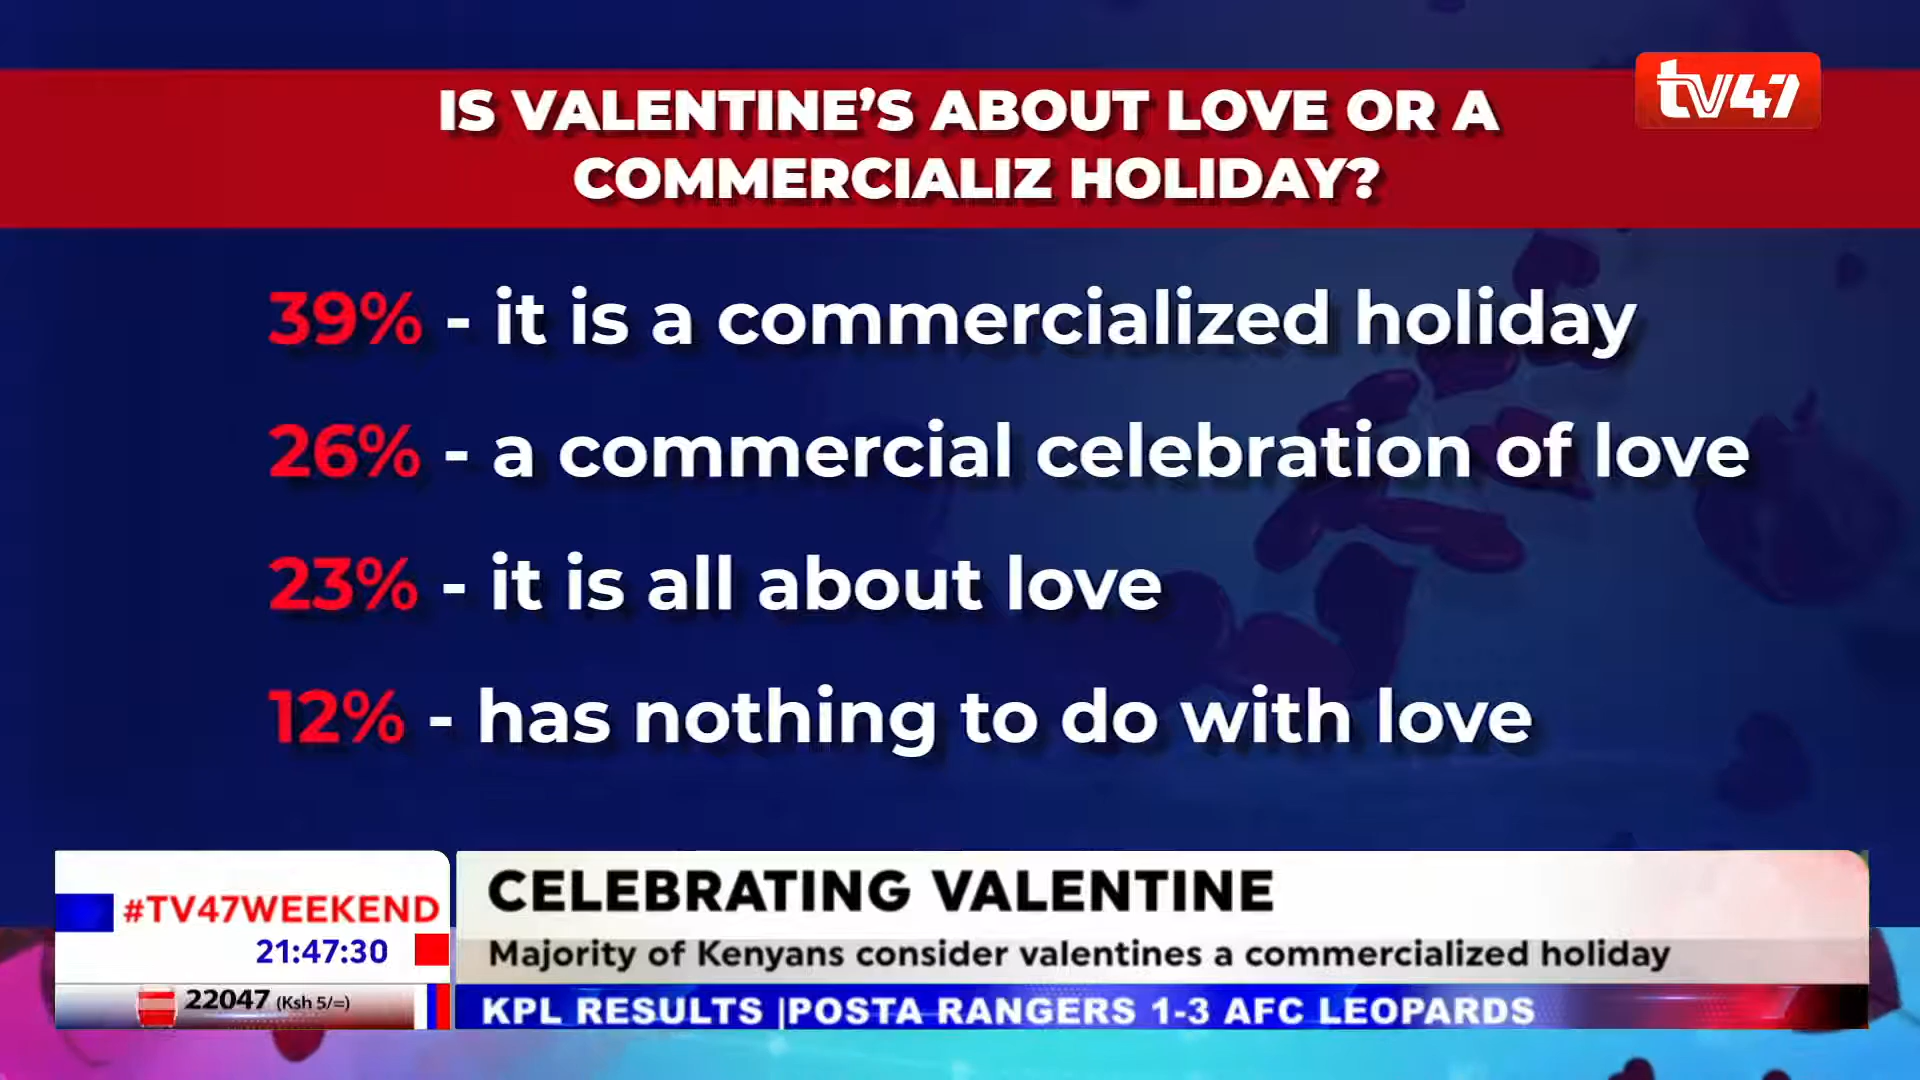 tv47
IS VALENTINE’S ABOUT LOVE OR A
COMMERCIALIZ HOLIDAY?
39% - it is a commercialized holiday
26% - a commercial celebration of love
23% - it is all about love
12% - has nothing to do with love
#TV47WEEKEND
21:47:30
22047 (Ksh 5/=)
CELEBRATING VALENTINE
Majority of Kenyans consider valentines a commercialized holiday
KPL RESULTS |POSTA RANGERS 1-3 AFC LEOPARDS